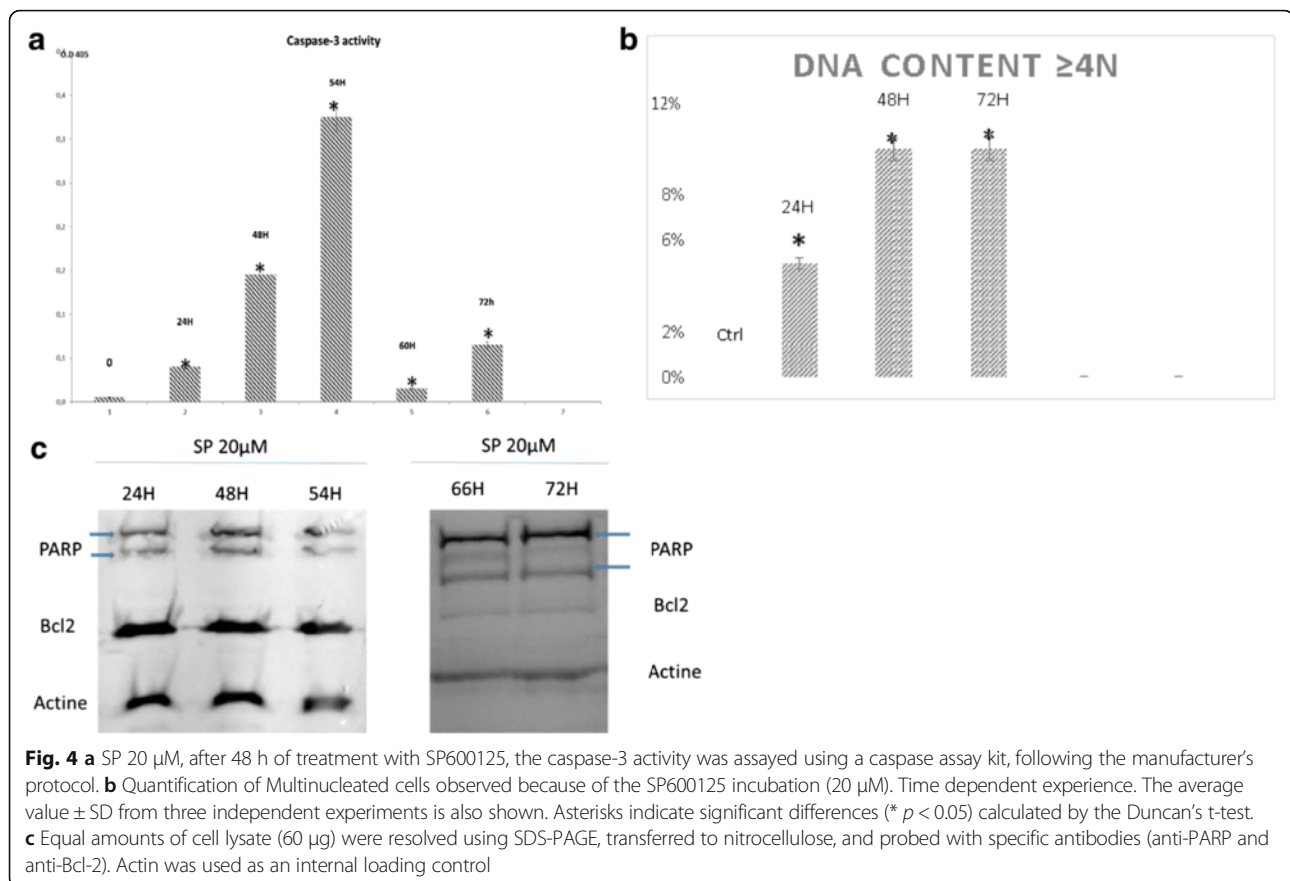 a
Caspase-3 activity
O.D 405
0,4
0,3
0,3
0,2
0,2
0,1
0,1
0,0
0
24H
*
48H
*
54H
*
60H
*
72h
*
1 2 3 4 5 6 7
b
DNA CONTENT ≥4N
12%
8%
6%
2%
0%
Ctrl
24H
*
48H
*
72H
*
c
SP 20µM
24H 48H 54H
PARP
Bcl2
Actine
SP 20µM
66H 72H
PARP
Bcl2
Actine
Fig. 4 a SP 20 μM, after 48 h of treatment with SP600125, the caspase-3 activity was assayed using a caspase assay kit, following the manufacturer’s
protocol. b Quantification of Multinucleated cells observed because of the SP600125 incubation (20 μM). Time dependent experience. The average
value ± SD from three independent experiments is also shown. Asterisks indicate significant differences (* p < 0.05) calculated by the Duncan’s t-test.
c Equal amounts of cell lysate (60 μg) were resolved using SDS-PAGE, transferred to nitrocellulose, and probed with specific antibodies (anti-PARP and
anti-Bcl-2). Actin was used as an internal loading control